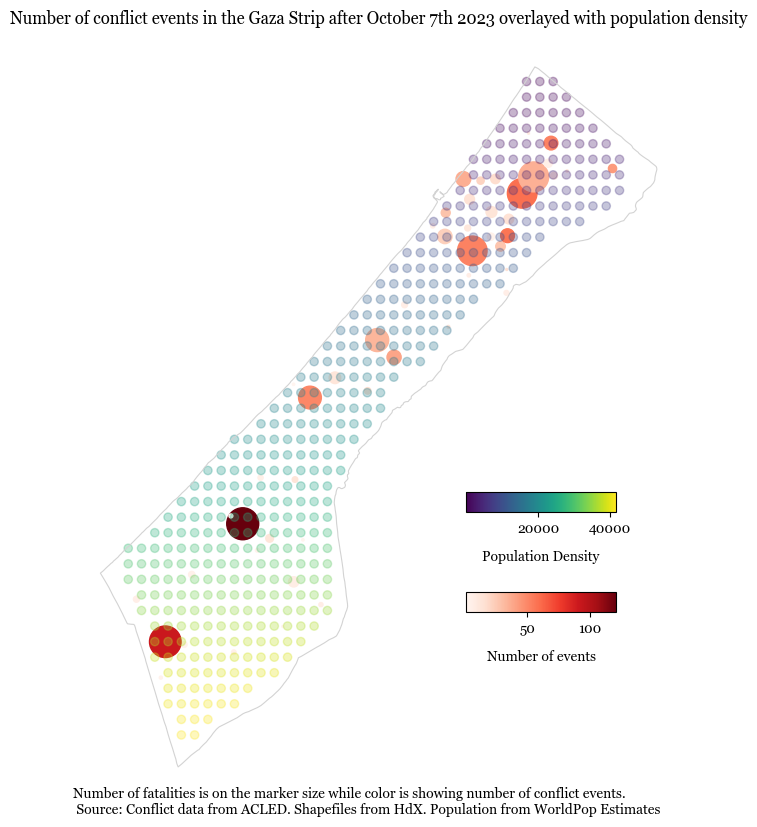 Number of conflict events in the Gaza Strip after October 7th 2023 overlayed with population density
20000 40000
Population Density
50 100
Number of events
Number of fatalities is on the marker size while color is showing number of conflict events.
Source: Conflict data from ACLED. Shapefiles from HdX. Population from WorldPop Estimates